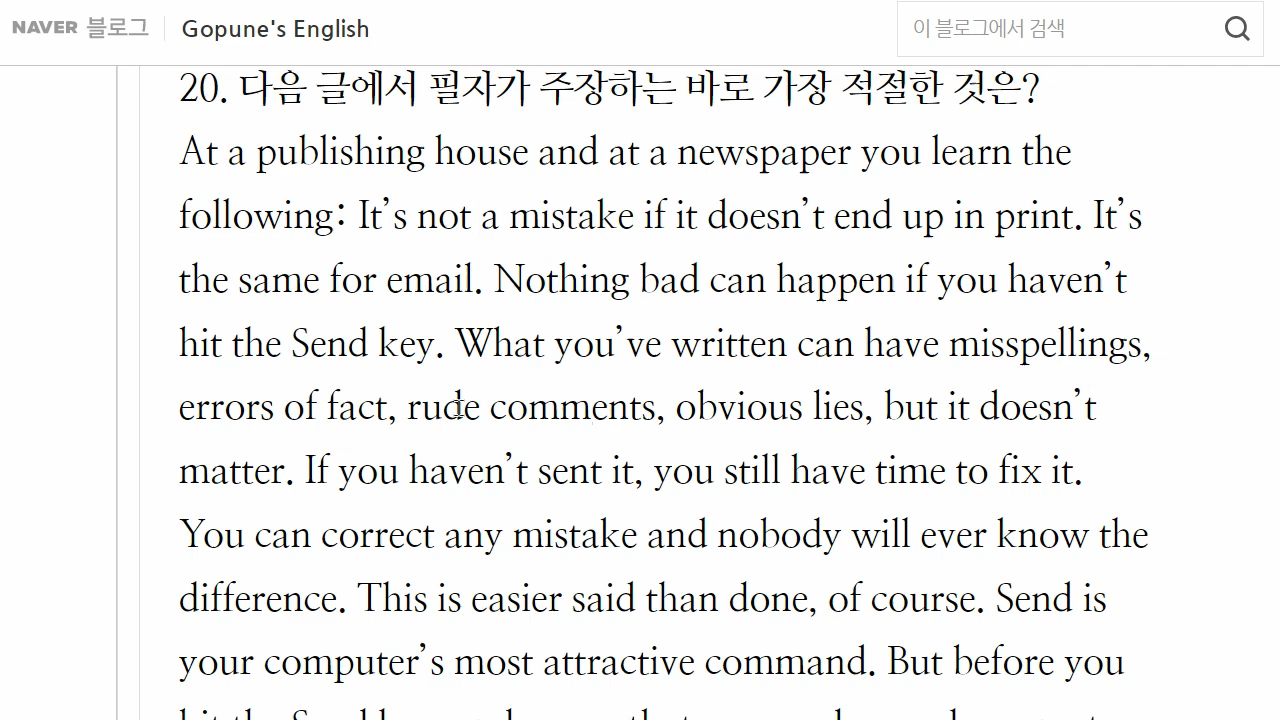 NAVER 블로그 Gopune's English 이 블로그에서 검색
20. 다음 글에서 필자가 주장하는 바로 가장 적절한 것은?
At a publishing house and at a newspaper you learn the
following: It’s not a mistake if it doesn’t end up in print. It’s
the same for email. Nothing bad can happen if you haven’t
hit the Send key. What you’ve written can have misspellings,
errors of fact, rude comments, obvious lies, but it doesn’t
matter. If you haven’t sent it, you still have time to fix it.
You can correct any mistake and nobody will ever know the
difference. This is easier said than done, of course. Send is
your computer’s most attractive command. But before you